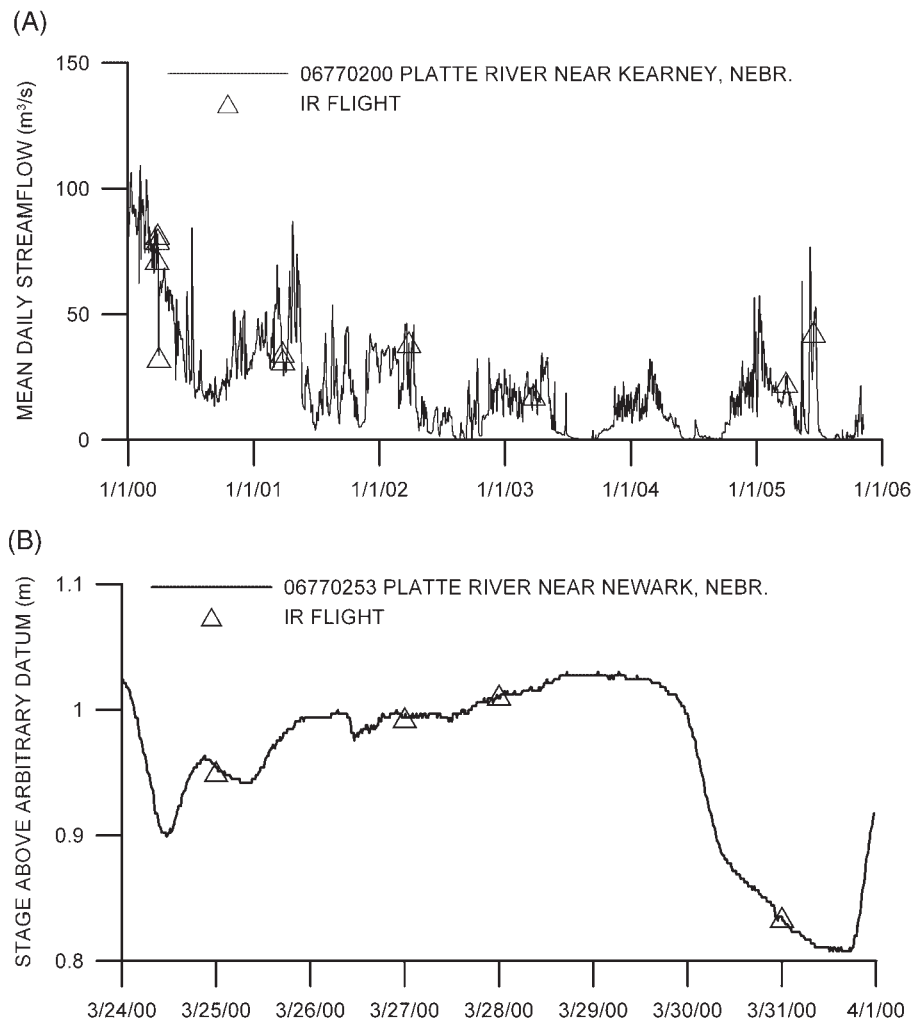 (A)
150
100
50
0
MEAN DAILY STREAMFLOW (m³/s)
06770200 PLATTE RIVER NEAR KEARNEY, NEBR.
IR FLIGHT
1/1/00 1/1/01 1/1/02 1/1/03 1/1/04 1/1/05 1/1/06
(B)
1.1
1
0.9
0.8
STAGE ABOVE ARBITRARY DATUM (m)
06770253 PLATTE RIVER NEAR NEWARK, NEBR.
IR FLIGHT
3/24/00 3/25/00 3/26/00 3/27/00 3/28/00 3/29/00 3/30/00 3/31/00 4/1/00